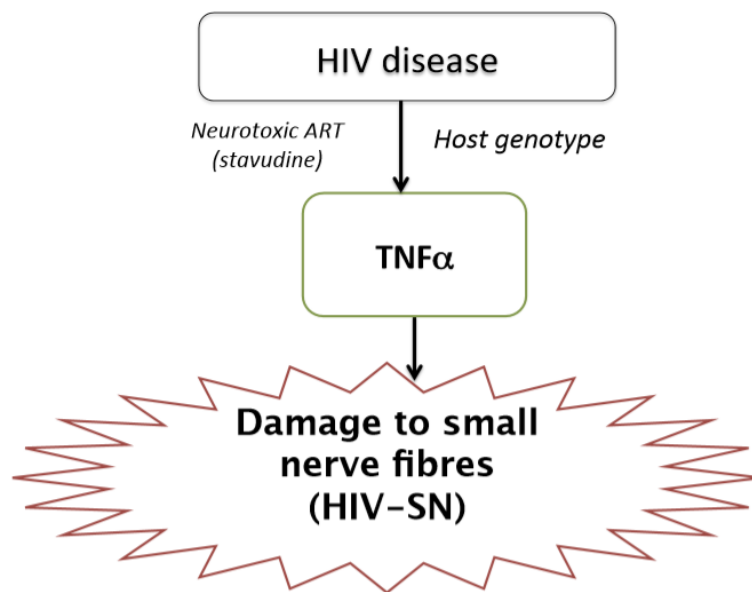 HIV disease
Neurotoxic ART
(stavudine)
Host genotype
TNFα
Damage to small
nerve fibres
(HIV-SN)